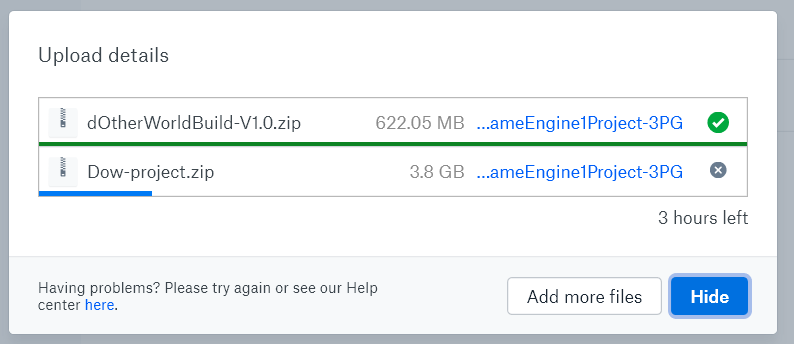 Upload details
dOtherWorldBuild-V1.0.zip 622.05 MB ...ameEngine1Project-3PG
Dow-project.zip 3.8 GB ...ameEngine1Project-3PG
3 hours left
Having problems? Please try again or see our Help
center here.
Add more files Hide